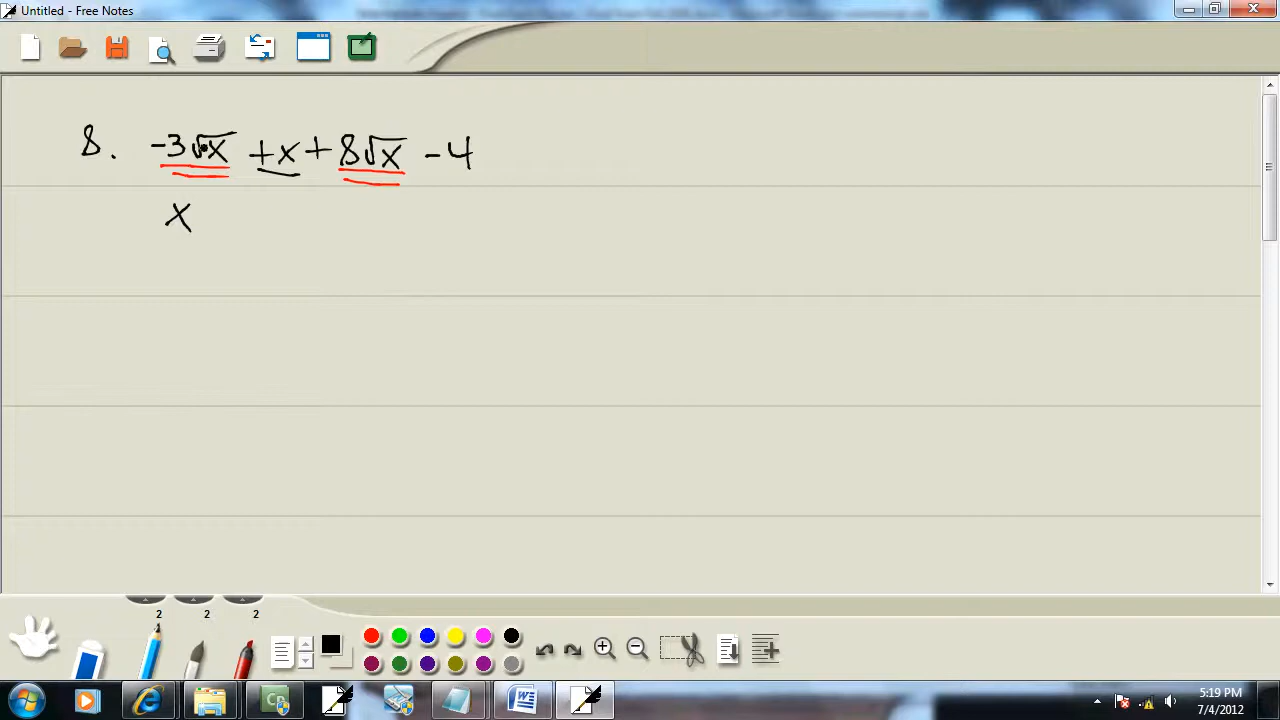 Untitled - Free Notes
8. -3√x + x + 8√x - 4
x
2 2 2
5:19 PM
7/4/2012